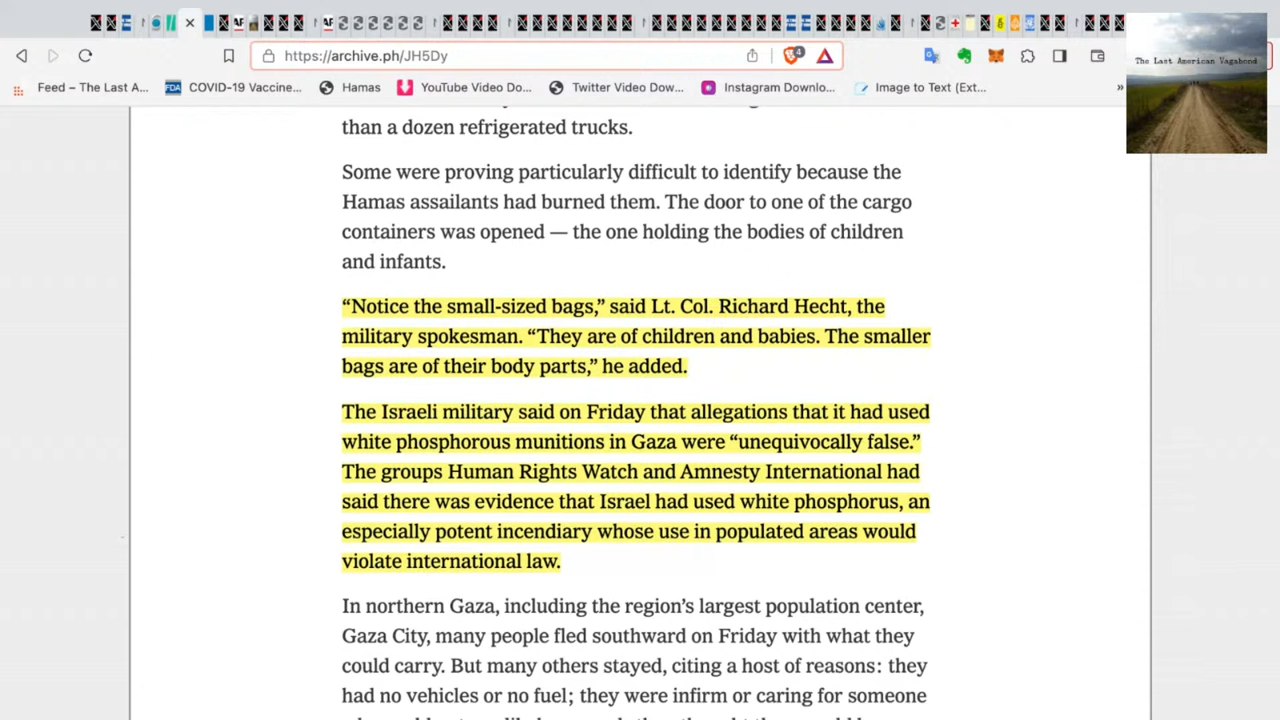 https://archive.ph/JH5Dy
4
The Last American Vagabond
Feed – The Last A...
FDA
COVID-19 Vaccine...
Hamas
YouTube Video Do...
Twitter Video Dow...
Instagram Downlo...
Image to Text (Ext...
»
than a dozen refrigerated trucks.
Some were proving particularly difficult to identify because the
Hamas assailants had burned them. The door to one of the cargo
containers was opened — the one holding the bodies of children
and infants.
“Notice the small-sized bags,” said Lt. Col. Richard Hecht, the
military spokesman. “They are of children and babies. The smaller
bags are of their body parts,” he added.
The Israeli military said on Friday that allegations that it had used
white phosphorous munitions in Gaza were “unequivocally false.”
The groups Human Rights Watch and Amnesty International had
said there was evidence that Israel had used white phosphorus, an
especially potent incendiary whose use in populated areas would
violate international law.
In northern Gaza, including the region’s largest population center,
Gaza City, many people fled southward on Friday with what they
could carry. But many others stayed, citing a host of reasons: they
had no vehicles or no fuel; they were infirm or caring for someone